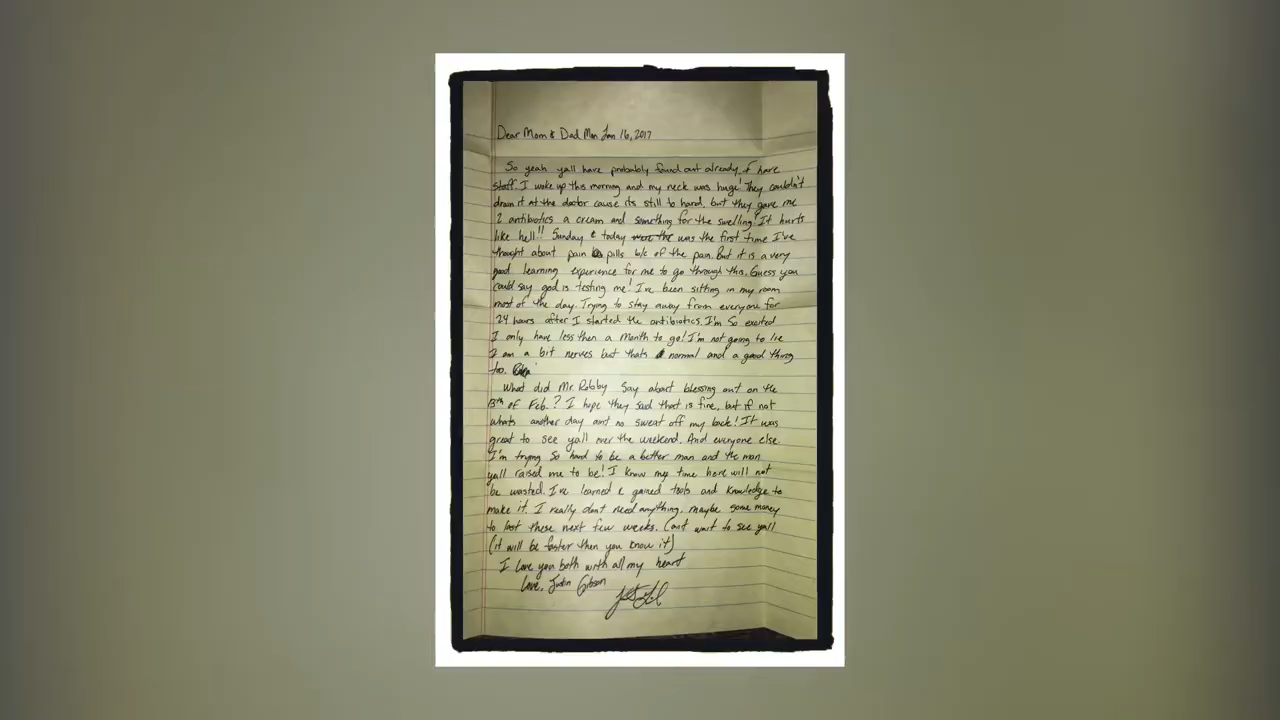 Dear Mom & Dad Mon Jan 16, 2017
So yeah yall have probably found out already I have
staff. I woke up this morning and my neck was huge! They couldn't
drain it at the doctor cause its still to hard, but they gave me
2 antibiotics a cream and something for the swelling! It hurts
like hell!! Sunday & today was the first time I've
thought about pain pills b/c of the pain. But it is a very
good learning experience for me to go through this. Guess you
could say god is testing me! I've been sitting in my room
most of the day. Trying to stay away from everyone for
24 hours after I started the antibiotics. I'm So excited
I only have less then a month to go! I'm not going to lie
I am a bit nerves but thats normal and a good thing
too.
What did Mr. Robby Say about blessing out on the
13th of Feb.? I hope they said that is fine, but if not
whats another day aint no sweat off my back! It was
great to see yall over the weekend. And everyone else.
I'm trying so hard to be a better man and the man
yall raised me to be! I know my time here will not
be wasted. I've learned & gained tools and knowledge to
make it. I really dont need anything, maybe some money
to last these next few weeks. Cant wait to see yall
(it will be faster then you know it)
I love you both with all my heart
Love, Justin Gibson